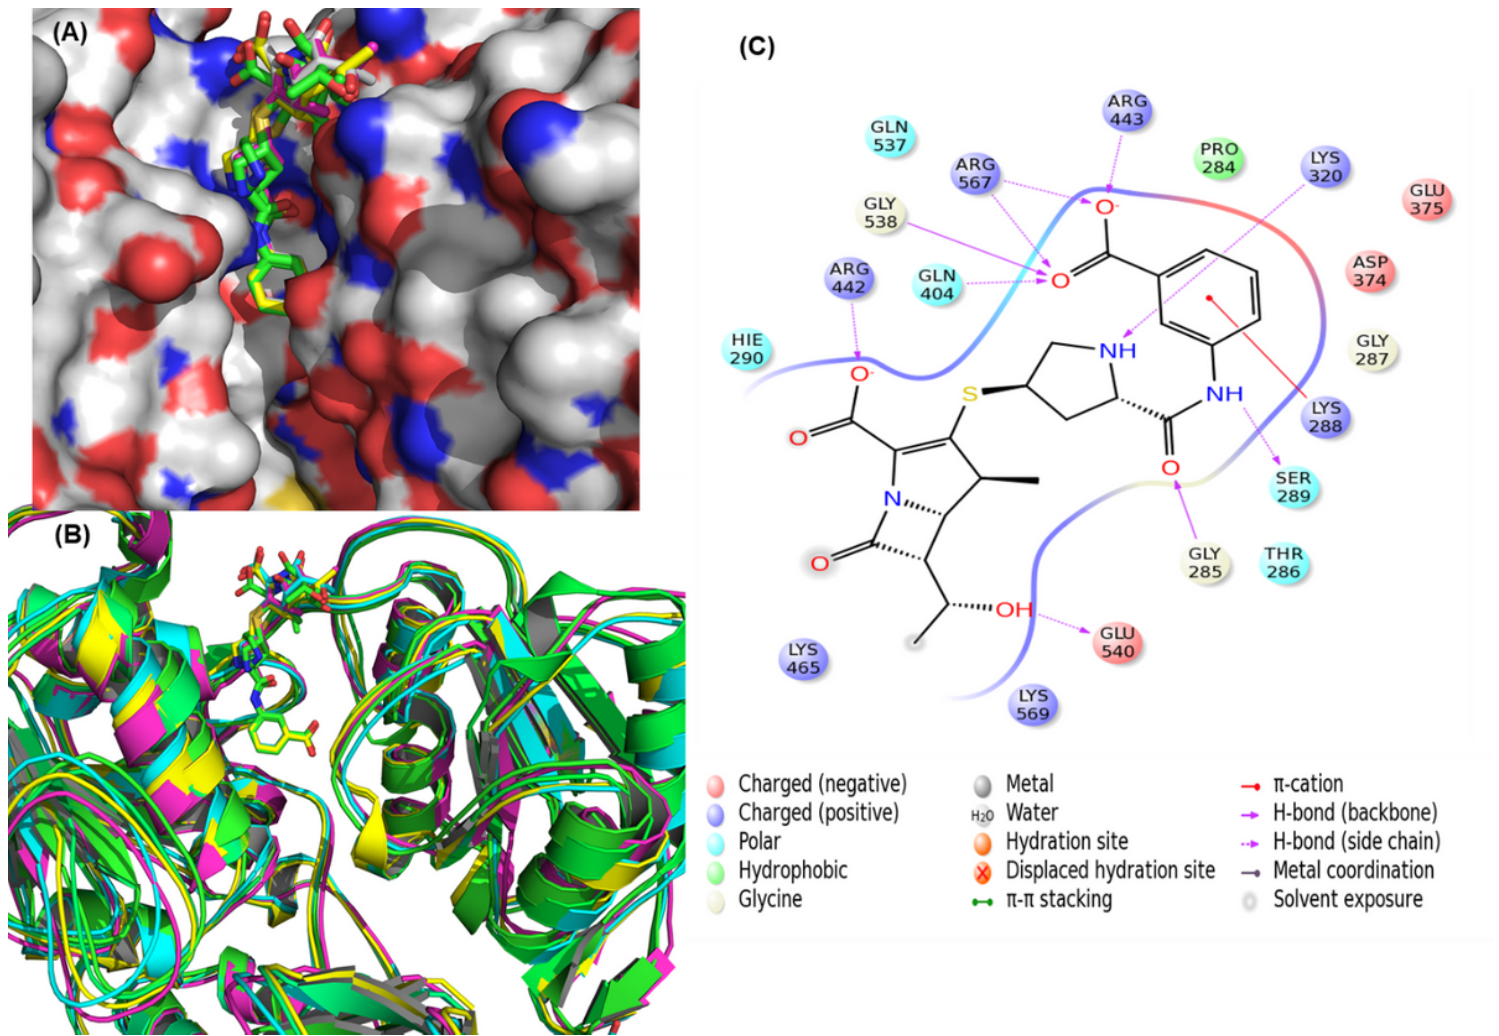 (A)
(B)
(C)
ARG
443
GLN
537
PRO
284
LYS
320
ARG
567
GLU
375
GLY
538
ASP
374
ARG
442
GLN
404
HIE
290
GLY
287
O-
O
NH
O-
S
NH
LYS
288
O
O
SER
289
N
GLY
285
THR
286
O
OH
GLU
540
LYS
465
LYS
569
Charged (negative)
Charged (positive)
Polar
Hydrophobic
Glycine
Metal
H2O Water
Hydration site
X Displaced hydration site
π-π stacking
π-cation
H-bond (backbone)
H-bond (side chain)
Metal coordination
Solvent exposure